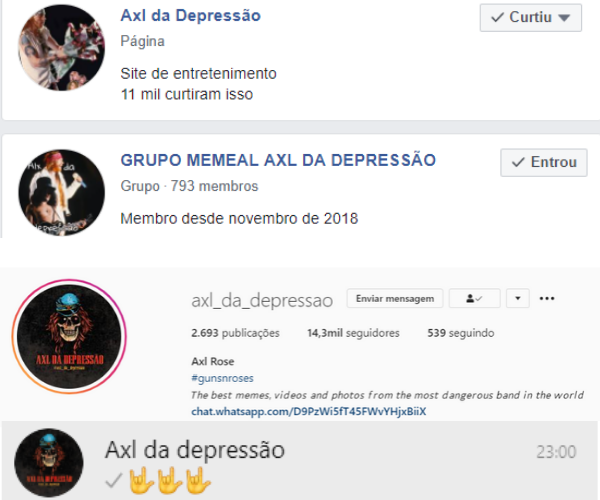 Axl da Depressão
✓ Curtiu
Página
Site de entretenimento
11 mil curtiram isso
GRUPO MEMEAL AXL DA DEPRESSÃO
✓ Entrou
Grupo · 793 membros
Membro desde novembro de 2018
axl_da_depressao
Enviar mensagem
2.693 publicações 14,3mil seguidores 539 seguindo
AXL DA DEPRESSÃO
Axl Rose
#gunsnroses
The best memes, videos and photos from the most dangerous band in the world
chat.whatsapp.com/D9PzWi5fT45FWvYHjxBiiX
Axl da depressão
23:00
✓🤟🤟🤟